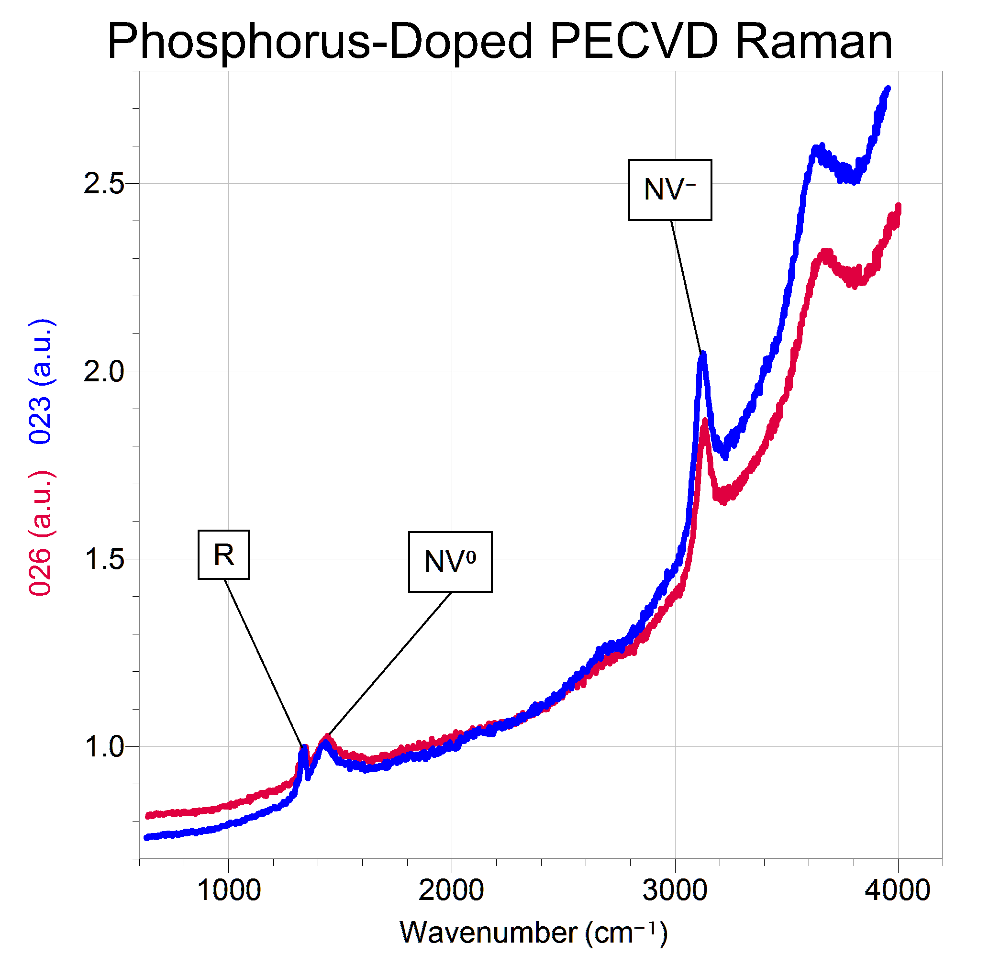 Phosphorus-Doped PECVD Raman
2.5
2.0
1.5
1.0
026 (a.u.) 023 (a.u.)
NV⁻
R
NV⁰
1000 2000 3000 4000
Wavenumber (cm⁻¹)